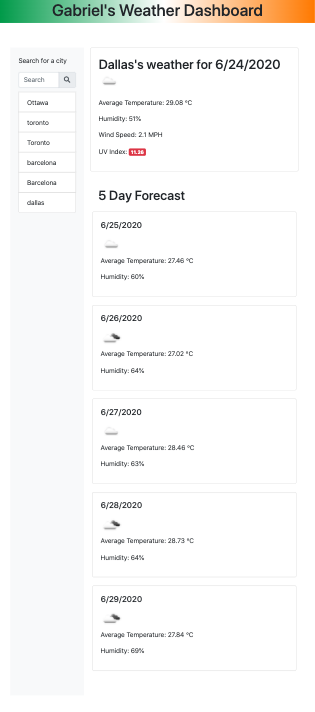 Gabriel's Weather Dashboard
Search for a city
Search
Ottawa
toronto
Toronto
barcelona
Barcelona
dallas
Dallas's weather for 6/24/2020
Average Temperature: 29.08 °C
Humidity: 51%
Wind Speed: 2.1 MPH
UV Index: 11.26
5 Day Forecast
6/25/2020
Average Temperature: 27.46 °C
Humidity: 60%
6/26/2020
Average Temperature: 27.02 °C
Humidity: 64%
6/27/2020
Average Temperature: 28.46 °C
Humidity: 63%
6/28/2020
Average Temperature: 28.73 °C
Humidity: 64%
6/29/2020
Average Temperature: 27.84 °C
Humidity: 69%